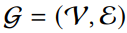 𝒢 = (𝒱, ℰ)